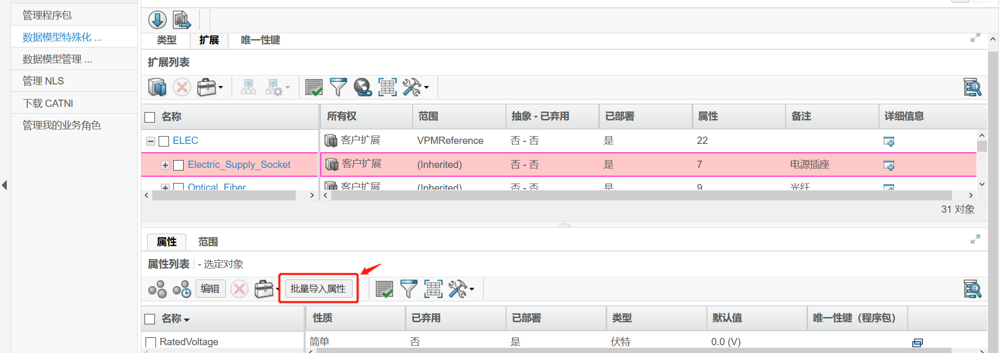 管理程序包
数据模型特殊化 ...
数据模型管理 ...
管理 NLS
下载 CATNI
管理我的业务角色
类型 扩展 唯一性键
扩展列表
名称 所有权 范围 抽象 - 已弃用 已部署 属性 备注 详细信息
ELEC 客户扩展 VPMReference 否 - 否 是 22
Electric_Supply_Socket 客户扩展 (Inherited) 否 - 否 是 7 电源插座
Optical_Fiber 客户扩展 (Inherited) 否 - 否 是 9 光纤
31 对象
属性 范围
属性列表 - 选定对象
编辑 批量导入属性
名称 性质 已弃用 已部署 类型 默认值 唯一性键（程序包）
RatedVoltage 简单 否 是 伏特 0.0 (V)